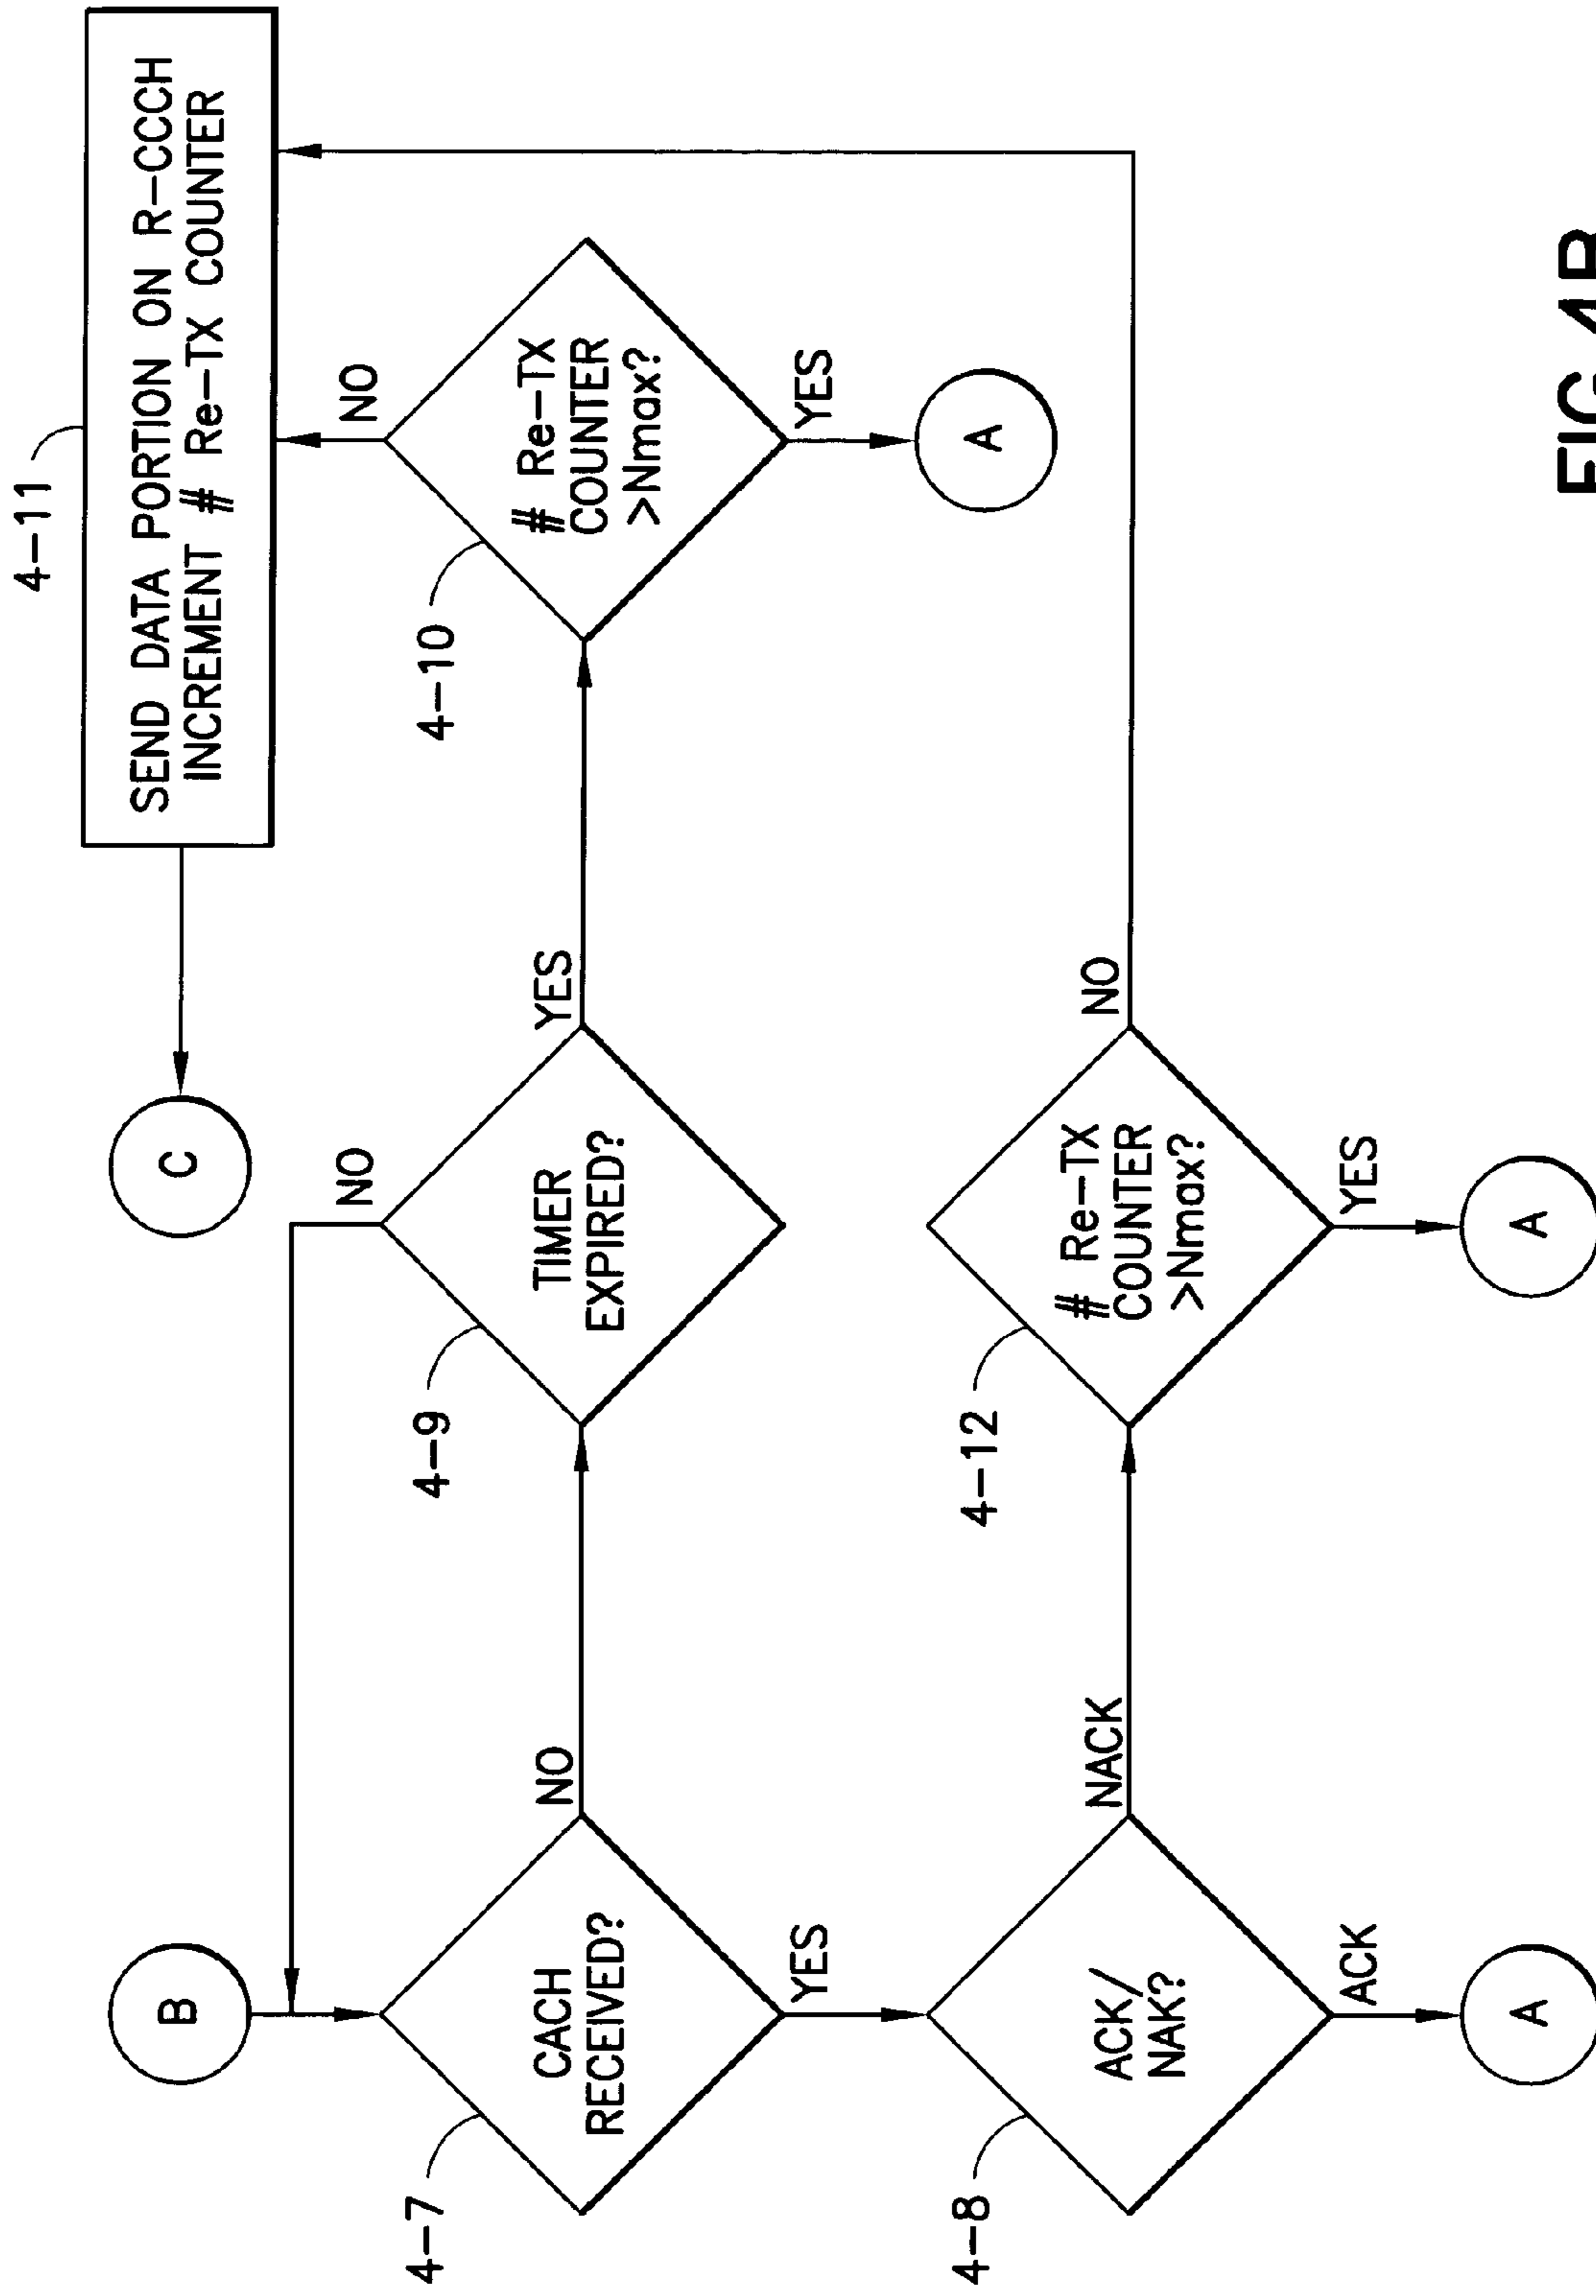 B
C
4-11
SEND DATA PORTION ON R-CCCH
INCREMENT # Re-TX COUNTER
4-7
CACH
RECEIVED?
NO
YES
4-9
TIMER
EXPIRED?
NO
YES
4-10
# Re-TX
COUNTER
>Nmax?
NO
YES
A
4-8
ACK/
NAK?
NACK
ACK
A
4-12
# Re-TX
COUNTER
>Nmax?
NO
YES
A
FIG.4B